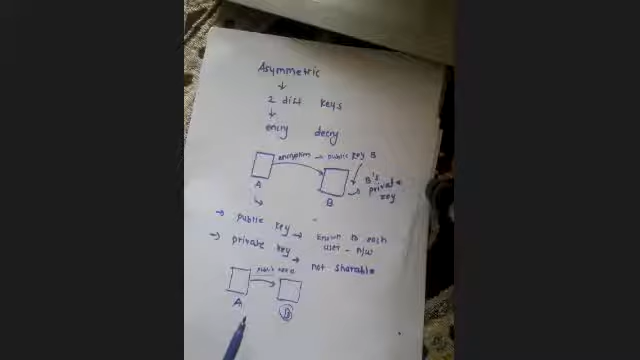 Asymmetric
2 diff keys
encry decry
encryption → public key B
A
B
B's private key
→ public key → known to each user - n/w
→ private key → not sharable
A
B